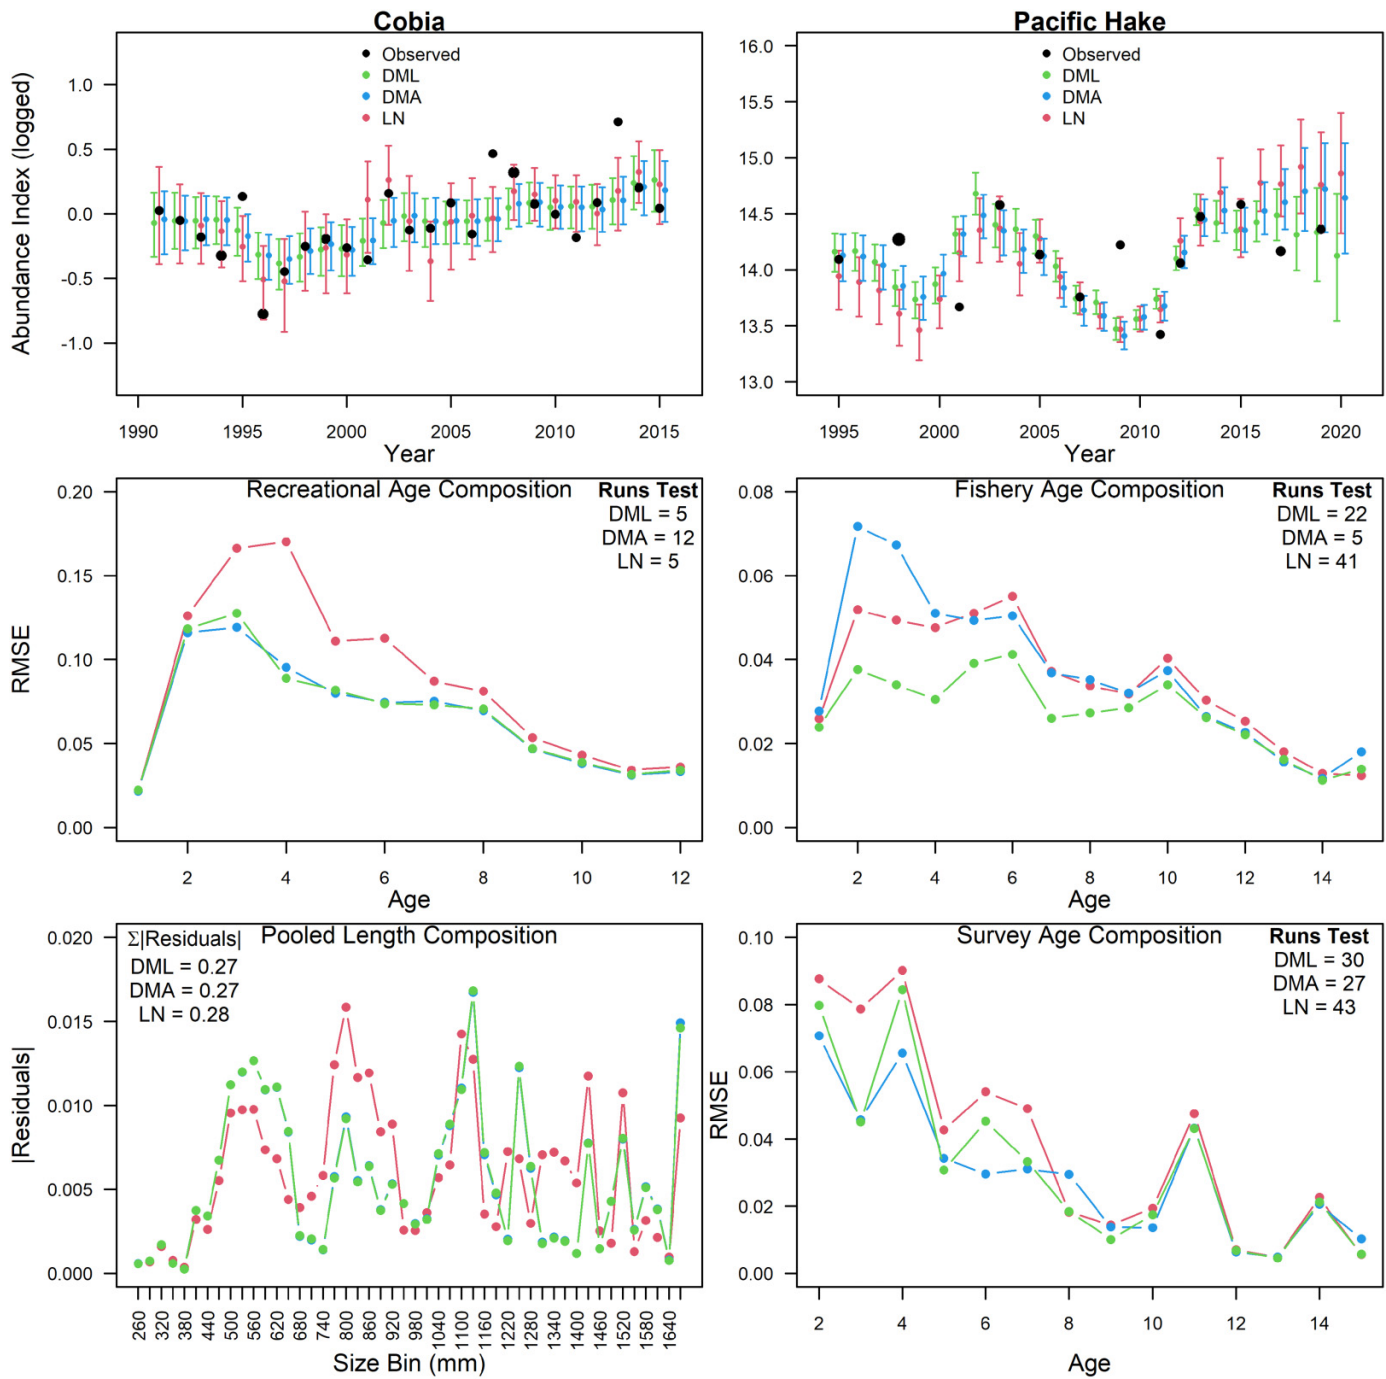 Cobia
Abundance Index (logged)
1.0
0.5
0.0
-0.5
-1.0
Observed
DML
DMA
LN
1990 1995 2000 2005 2010 2015
Year
Pacific Hake
16.0
15.5
15.0
14.5
14.0
13.5
13.0
Observed
DML
DMA
LN
1995 2000 2005 2010 2015 2020
Year
Recreational Age Composition
Runs Test
DML = 5
DMA = 12
LN = 5
RMSE
0.20
0.15
0.10
0.05
0.00
2 4 6 8 10 12
Age
Fishery Age Composition
Runs Test
DML = 22
DMA = 5
LN = 41
0.08
0.06
0.04
0.02
0.00
2 4 6 8 10 12 14
Age
Pooled Length Composition
Σ|Residuals|
DML = 0.27
DMA = 0.27
LN = 0.28
|Residuals|
0.020
0.015
0.010
0.005
0.000
260 320 380 440 500 560 620 680 740 800 860 920 980 1040 1100 1160 1220 1280 1340 1400 1460 1520 1580 1640
Size Bin (mm)
Survey Age Composition
Runs Test
DML = 30
DMA = 27
LN = 43
RMSE
0.10
0.08
0.06
0.04
0.02
0.00
2 4 6 8 10 12 14
Age